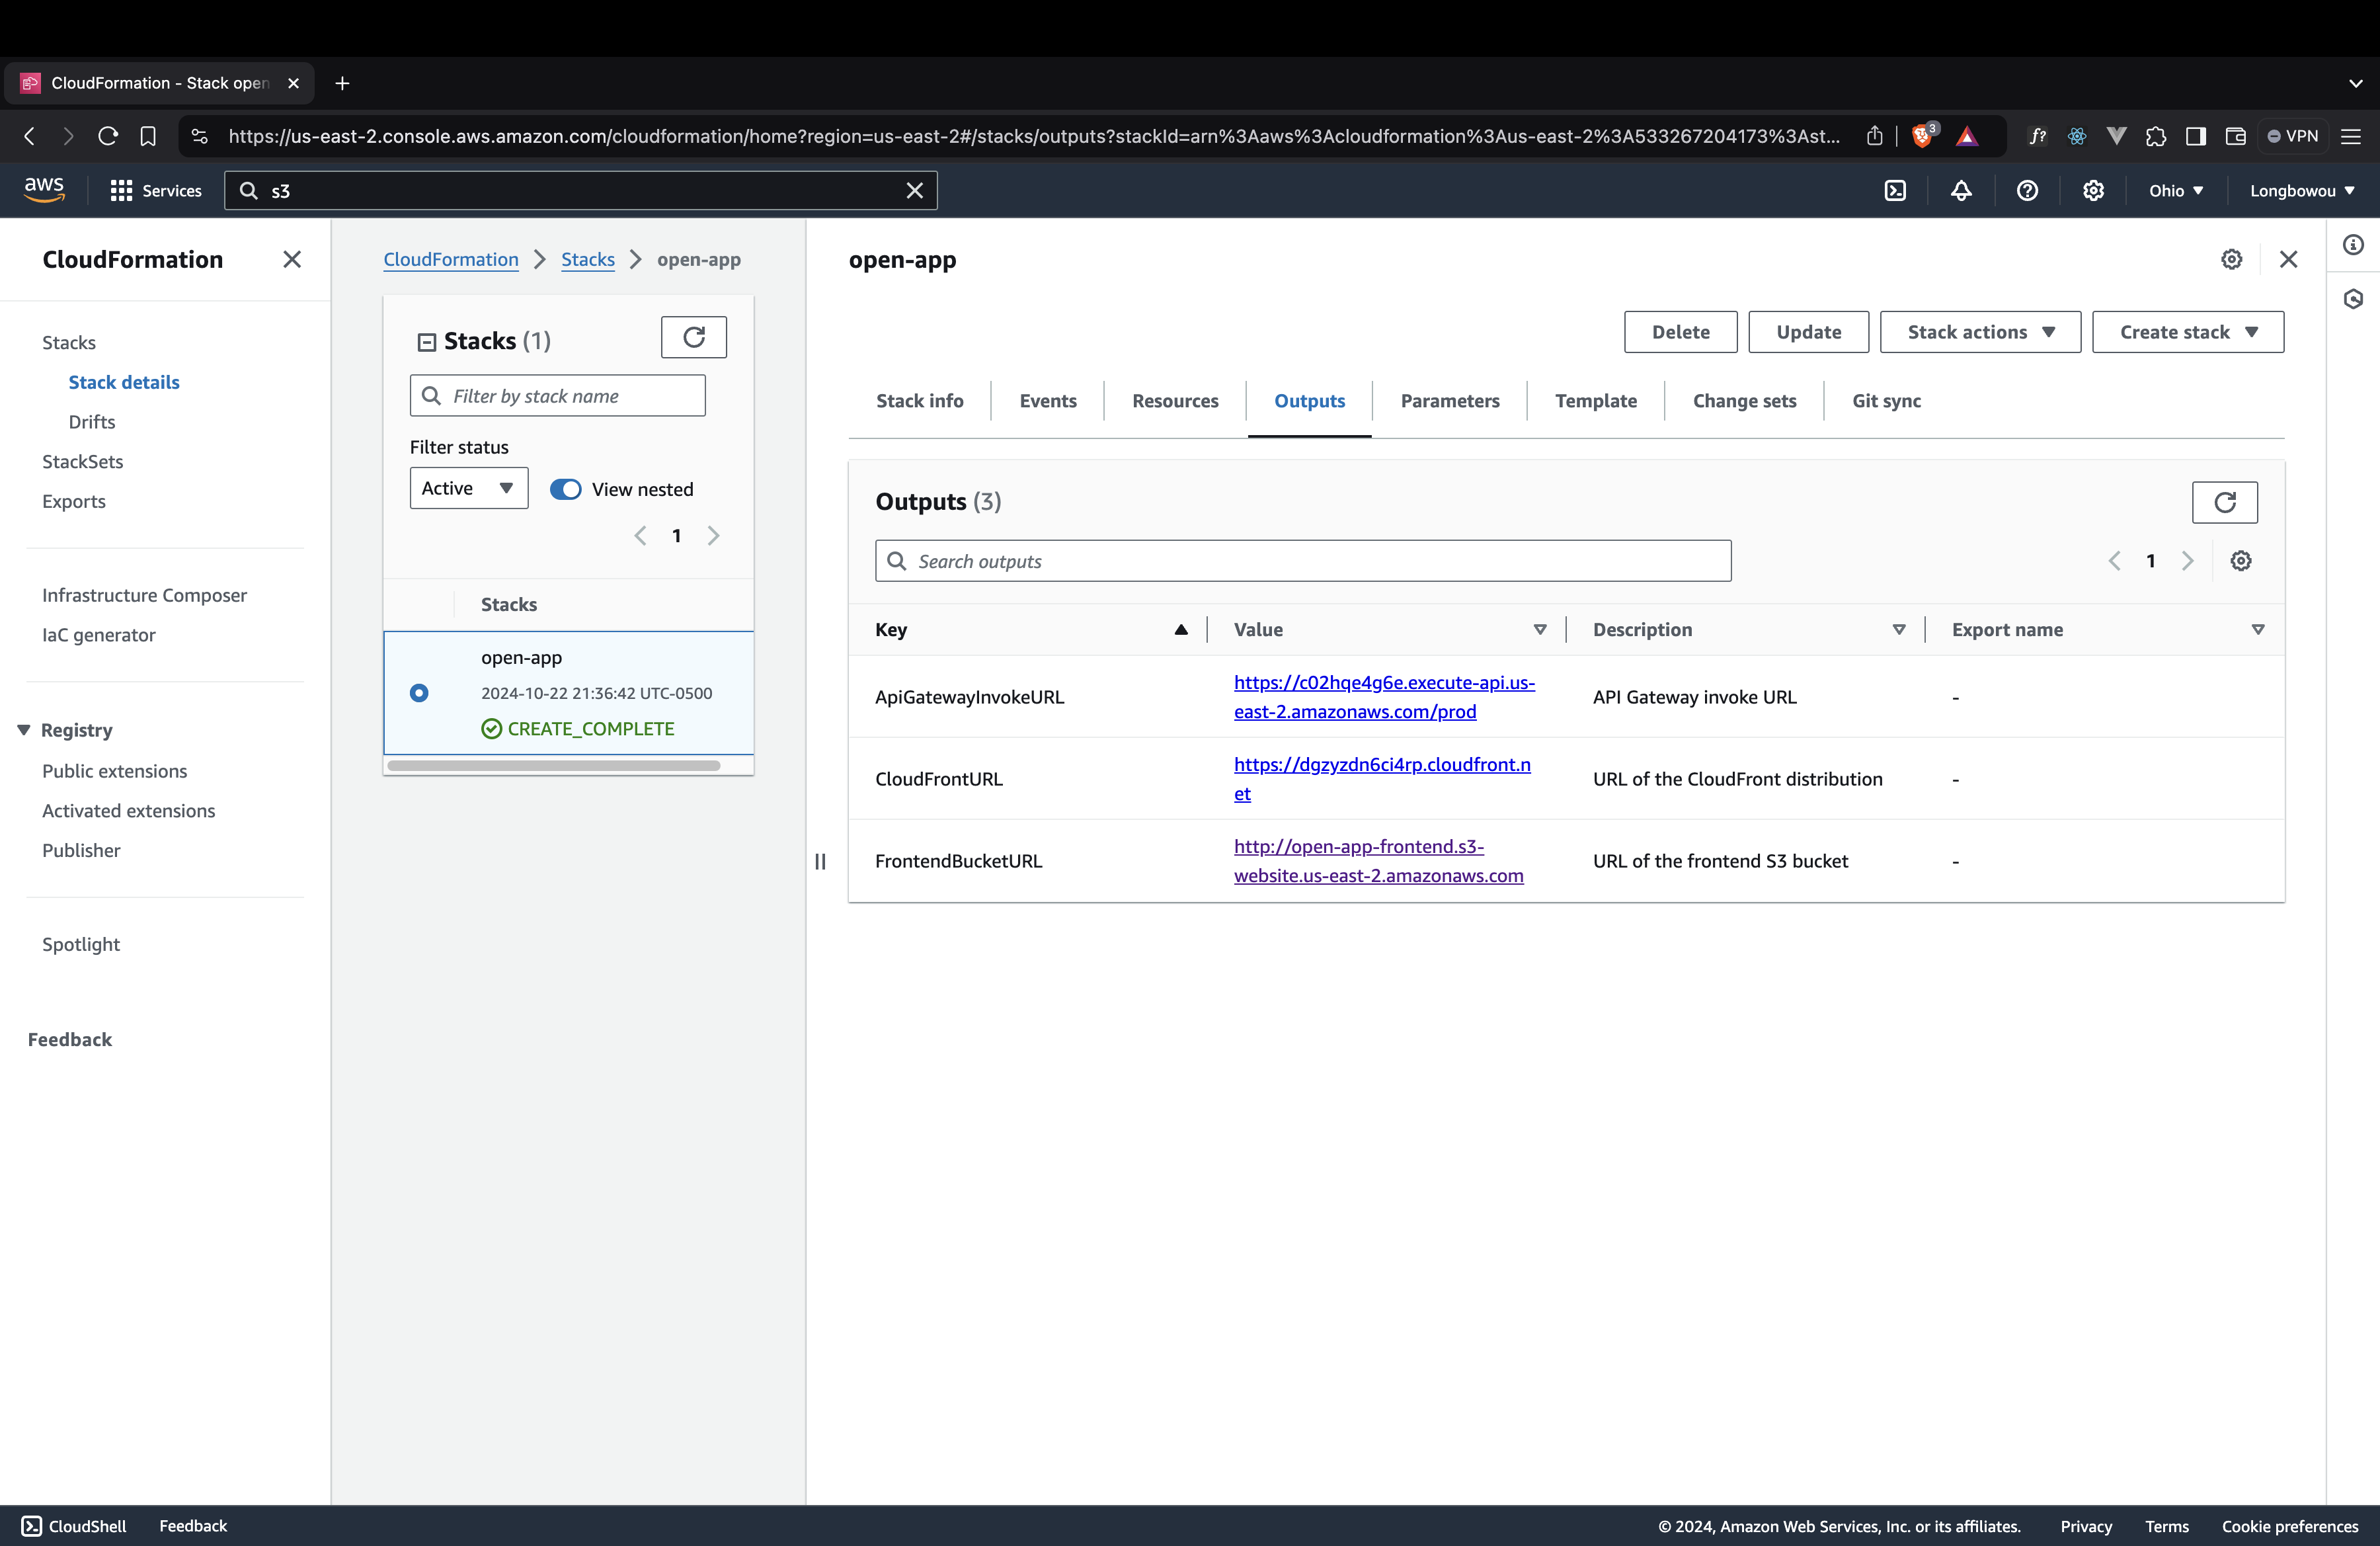 CloudFormation - Stack open
https://us-east-2.console.aws.amazon.com/cloudformation/home?region=us-east-2#/stacks/outputs?stackId=arn%3Aaws%3Acloudformation%3Aus-east-2%3A533267204173%3Ast...
3
f?
VPN
aws
Services
s3
Ohio
Longbowou
CloudFormation
Stacks
Stack details
Drifts
StackSets
Exports
Infrastructure Composer
IaC generator
Registry
Public extensions
Activated extensions
Publisher
Spotlight
Feedback
CloudFormation
Stacks
open-app
Stacks (1)
Filter by stack name
Filter status
Active
View nested
1
Stacks
open-app
2024-10-22 21:36:42 UTC-0500
CREATE_COMPLETE
open-app
Delete
Update
Stack actions
Create stack
Stack info
Events
Resources
Outputs
Parameters
Template
Change sets
Git sync
Outputs (3)
Search outputs
1
Key
Value
Description
Export name
ApiGatewayInvokeURL
https://c02hqe4g6e.execute-api.us-
east-2.amazonaws.com/prod
API Gateway invoke URL
-
CloudFrontURL
https://dgzyzdn6ci4rp.cloudfront.n
et
URL of the CloudFront distribution
-
FrontendBucketURL
http://open-app-frontend.s3-
website.us-east-2.amazonaws.com
URL of the frontend S3 bucket
-
CloudShell
Feedback
© 2024, Amazon Web Services, Inc. or its affiliates.
Privacy
Terms
Cookie preferences